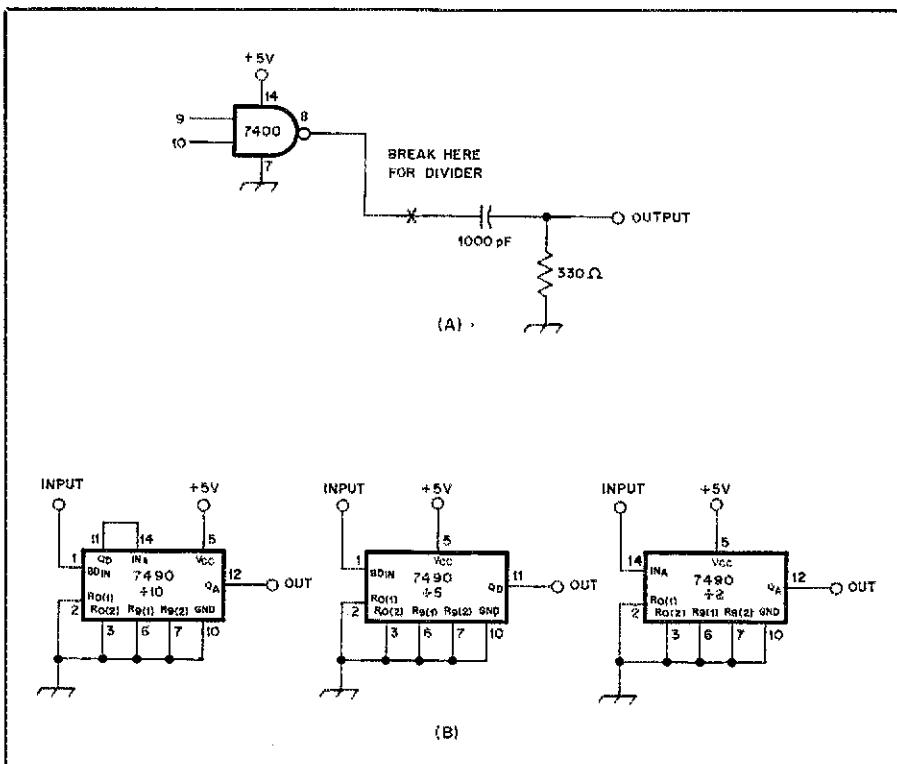 +5V
14
9
10
7400
8
7
BREAK HERE
FOR DIVIDER
1000 pF
OUTPUT
330 Ω
(A)
INPUT
+5V
11
14
5
1
QD
INA
VCC
BDIN
7490
÷10
QA
12
OUT
R0(1)
2
R0(2)
R9(1)
R9(2)
GND
3
6
7
10
INPUT
+5V
5
1
VCC
BDIN
7490
÷5
QD
11
OUT
R0(1)
2
R0(2)
R9(1)
R9(2)
GND
3
6
7
10
INPUT
+5V
5
14
VCC
INA
7490
÷2
QA
12
OUT
R0(1)
2
R0(2)
R9(1)
R9(2)
GND
3
6
7
10
(B)